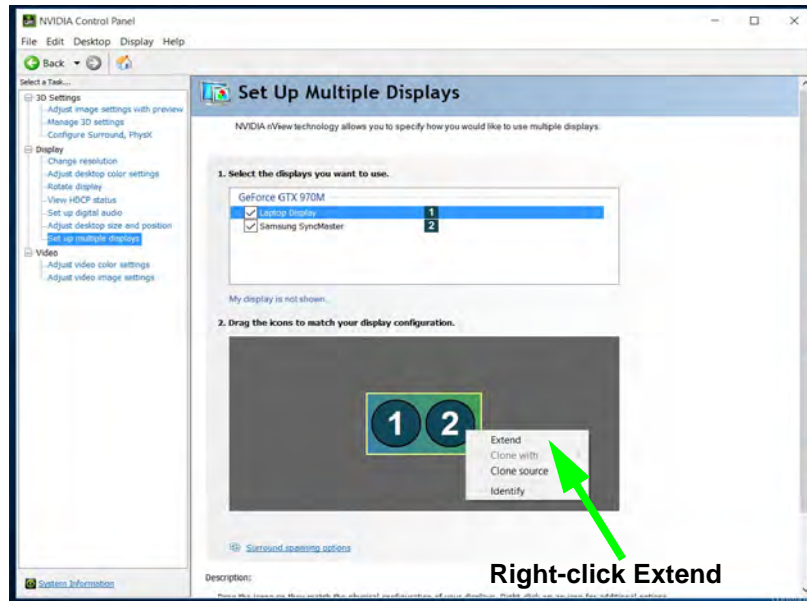 NVIDIA Control Panel
File Edit Desktop Display Help
Back
Select a Task...
3D Settings
Adjust image settings with preview
Manage 3D settings
Configure Surround, PhysX
Display
Change resolution
Adjust desktop color settings
Rotate display
View HDCP status
Set up digital audio
Adjust desktop size and position
Set up multiple displays
Video
Adjust video color settings
Adjust video image settings
System Information
Set Up Multiple Displays
NVIDIA nView technology allows you to specify how you would like to use multiple displays.
1. Select the displays you want to use.
GeForce GTX 970M
Laptop Display 1
Samsung SyncMaster 2
My display is not shown...
2. Drag the icons to match your display configuration.
1 2
Extend
Clone with
Clone source
Identify
Surround spanning options
Right-click Extend
Description: